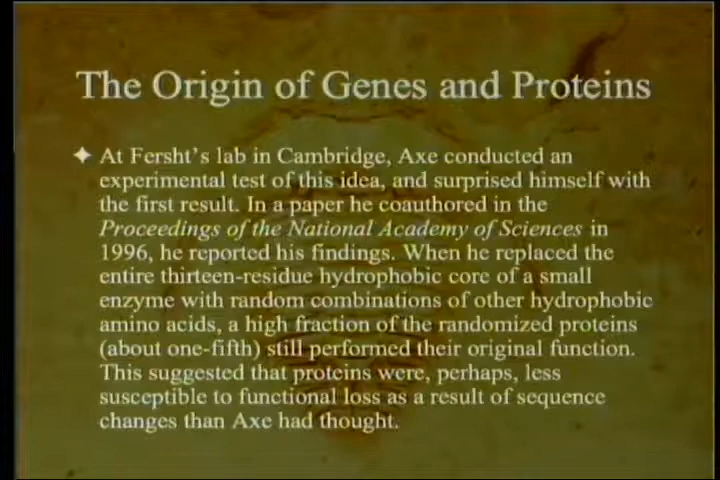 The Origin of Genes and Proteins
✦ At Fersht's lab in Cambridge, Axe conducted an
experimental test of this idea, and surprised himself with
the first result. In a paper he coauthored in the
Proceedings of the National Academy of Sciences in
1996, he reported his findings. When he replaced the
entire thirteen-residue hydrophobic core of a small
enzyme with random combinations of other hydrophobic
amino acids, a high fraction of the randomized proteins
(about one-fifth) still performed their original function.
This suggested that proteins were, perhaps, less
susceptible to functional loss as a result of sequence
changes than Axe had thought.